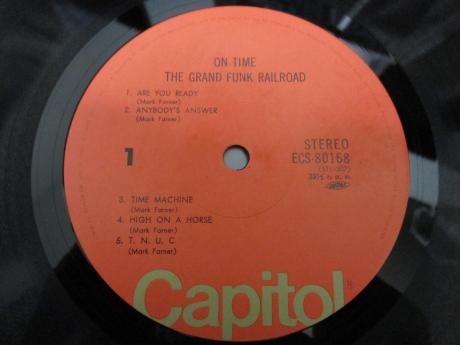 ON TIME
THE GRAND FUNK RAILROAD
1. ARE YOU READY
(Mark Farner)
2. ANYBODY'S ANSWER
(Mark Farner)
1
STEREO
ECS-80168
3. TIME MACHINE
(Mark Farner)
4. HIGH ON A HORSE
(Mark Farner)
5. T. N. U. C
(Mark Farner)
Capitol